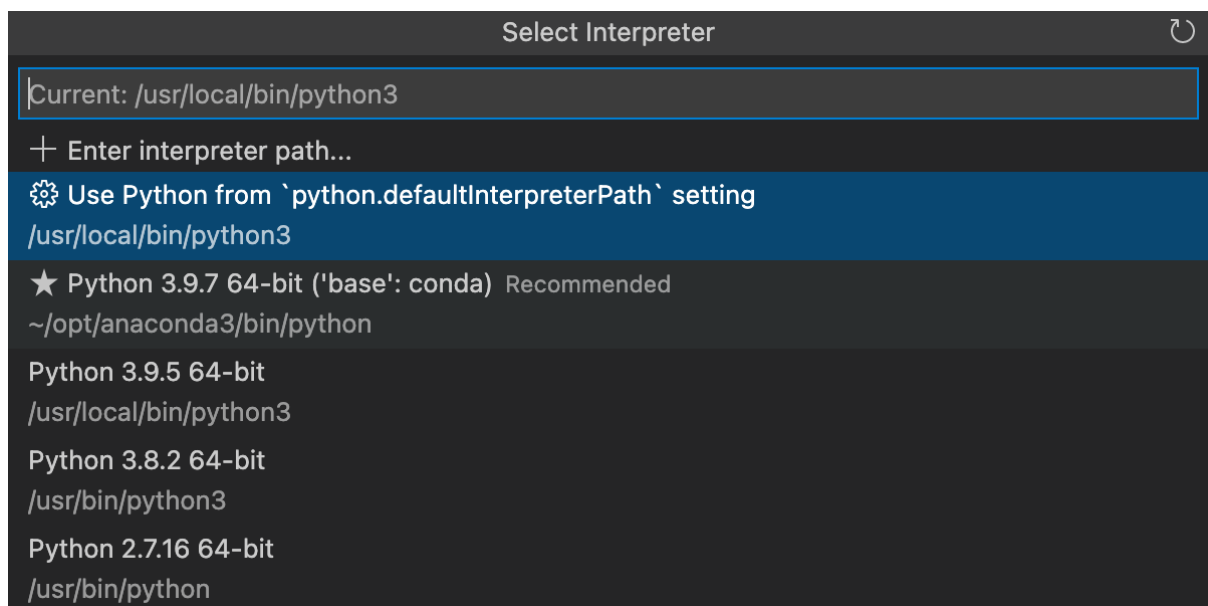 Select Interpreter
Current: /usr/local/bin/python3
Enter interpreter path...
Use Python from `python.defaultInterpreterPath` setting
/usr/local/bin/python3
Python 3.9.7 64-bit ('base': conda) Recommended
~/opt/anaconda3/bin/python
Python 3.9.5 64-bit
/usr/local/bin/python3
Python 3.8.2 64-bit
/usr/bin/python3
Python 2.7.16 64-bit
/usr/bin/python